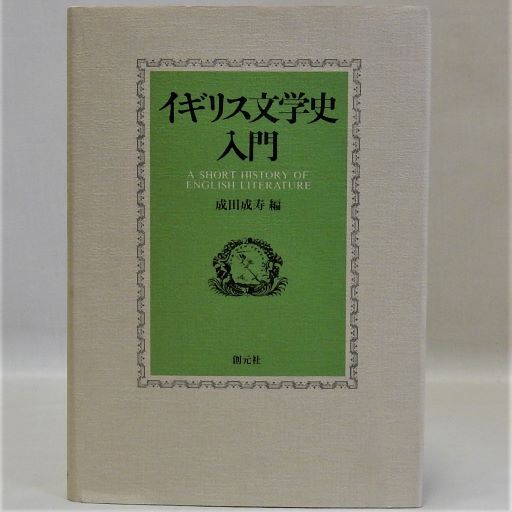 イギリス文学史
入門
A SHORT HISTORY OF
ENGLISH LITERATURE
成田成寿 編
創元社